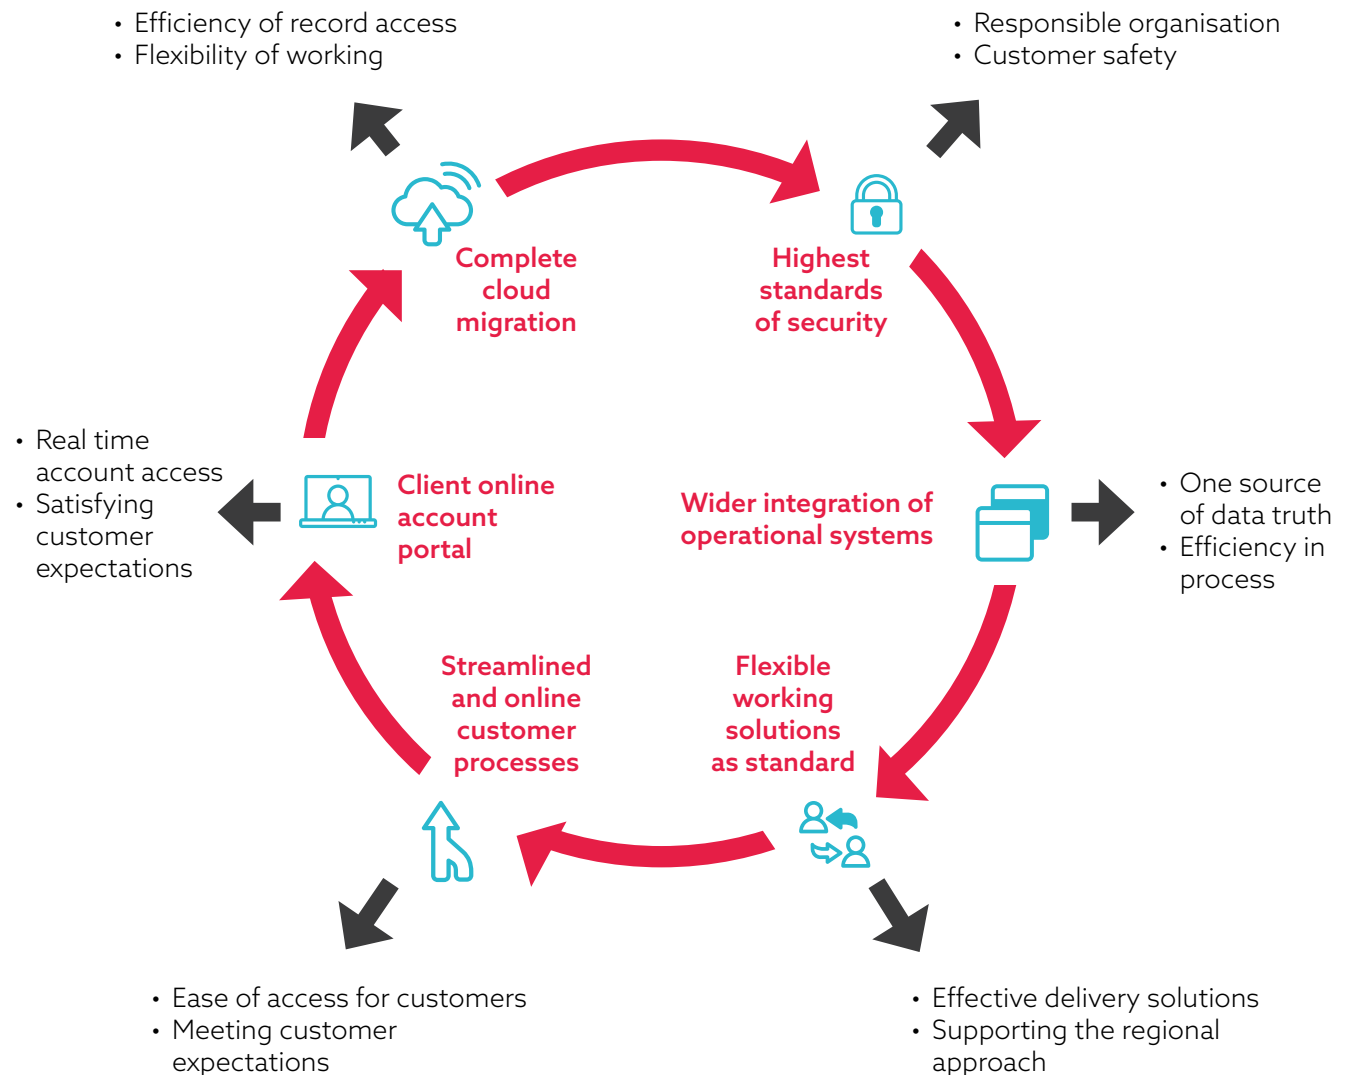 • Efficiency of record access
• Flexibility of working
• Responsible organisation
• Customer safety
Complete
cloud
migration
Highest
standards
of security
• Real time
account access
• Satisfying
customer
expectations
Client online
account
portal
Wider integration of
operational systems
• One source
of data truth
• Efficiency in
process
Streamlined
and online
customer
processes
Flexible
working
solutions
as standard
• Ease of access for customers
• Meeting customer
expectations
• Effective delivery solutions
• Supporting the regional
approach